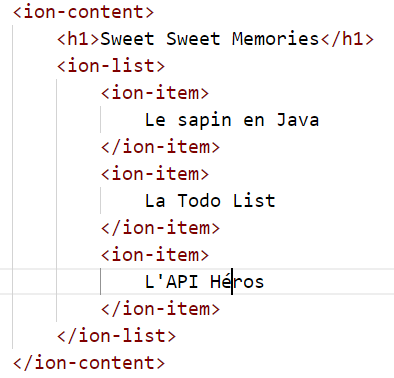 <ion-content>
<h1>Sweet Sweet Memories</h1>
<ion-list>
<ion-item>
Le sapin en Java
</ion-item>
<ion-item>
La Todo List
</ion-item>
<ion-item>
L'API Héros
</ion-item>
</ion-list>
</ion-content>